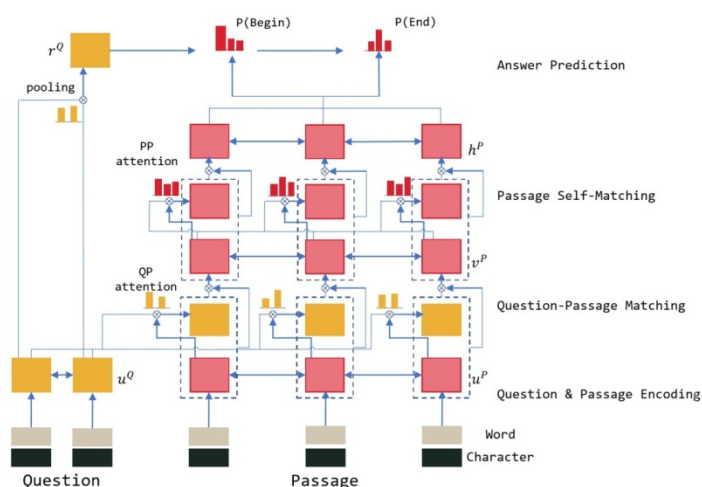 P(Begin)
P(End)
r^Q
Answer Prediction
pooling
PP
attention
h^P
Passage Self-Matching
v^P
QP
attention
Question-Passage Matching
u^Q
u^P
Question & Passage Encoding
Word
Character
Question
Passage